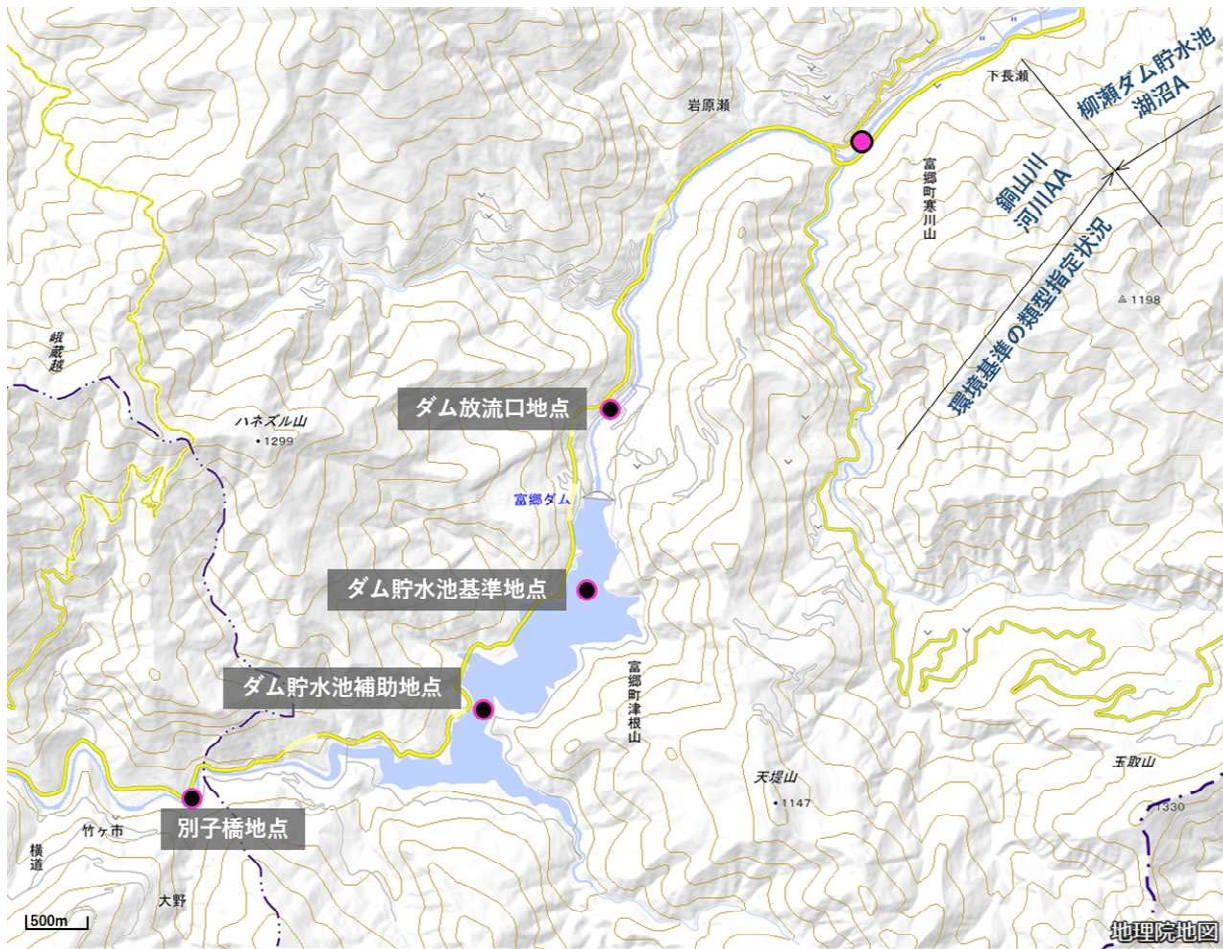 下長瀬
柳瀬ダム貯水池
湖沼A
岩原瀬
富郷町寒川山
銅山川
河川AA
環境基準の類型指定状況
1198
峨蔵越
ダム放流口地点
ハネズル山
1299
富郷ダム
ダム貯水池基準地点
ダム貯水池補助地点
富郷町津根山
天堤山
1147
玉取山
1330
別子橋地点
竹ヶ市
横道
大野
500m
地理院地図